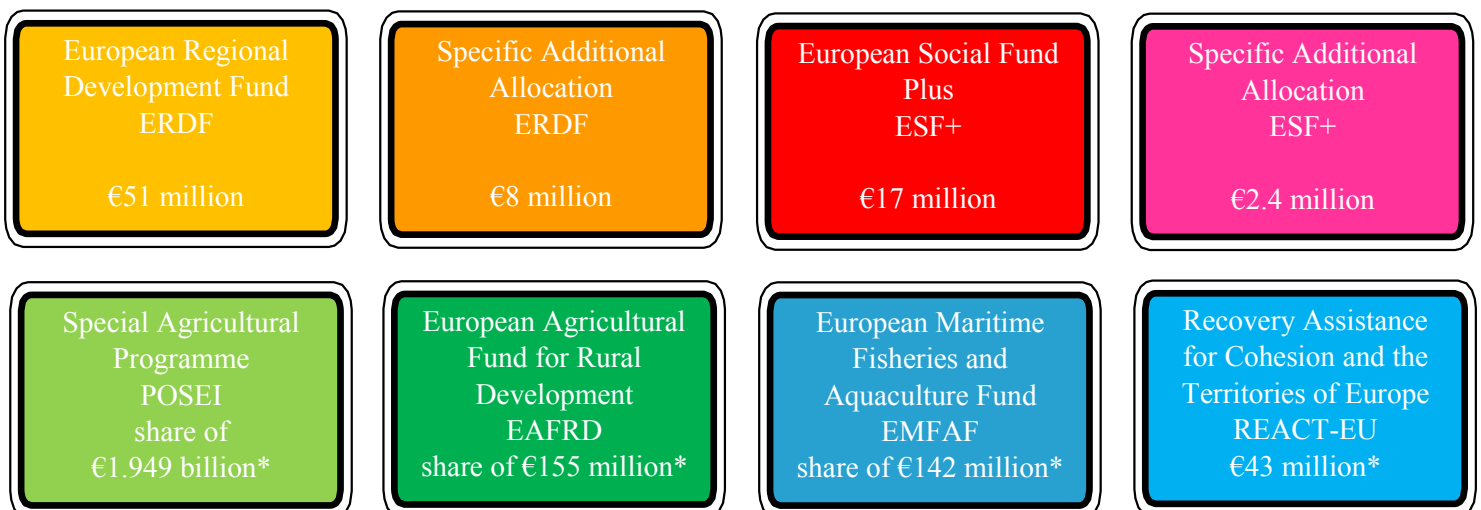 European Regional
Development Fund
ERDF
€51 million
Specific Additional
Allocation
ERDF
€8 million
European Social Fund
Plus
ESF+
€17 million
Specific Additional
Allocation
ESF+
€2.4 million
Special Agricultural
Programme
POSEI
share of
€1.949 billion*
European Agricultural
Fund for Rural
Development
EAFRD
share of €155 million*
European Maritime
Fisheries and
Aquaculture Fund
EMFAF
share of €142 million*
Recovery Assistance
for Cohesion and the
Territories of Europe
REACT-EU
€43 million*